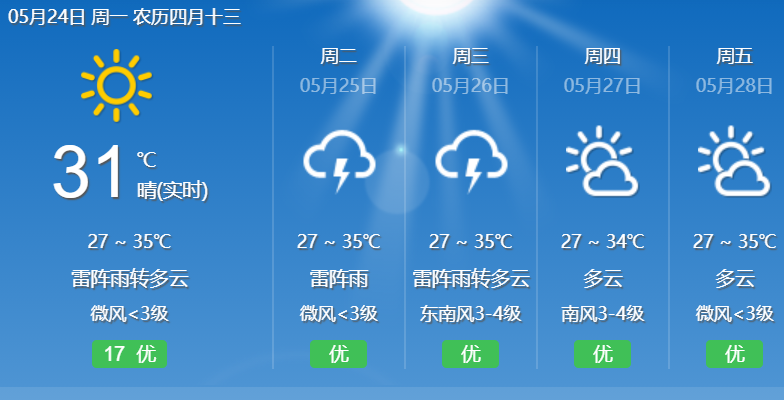 05月24日 周一 农历四月十三
31 ℃
晴(实时)
27 ~ 35℃
雷阵雨转多云
微风<3级
17 优
周二
05月25日
27 ~ 35℃
雷阵雨
微风<3级
优
周三
05月26日
27 ~ 35℃
雷阵雨转多云
东南风3-4级
优
周四
05月27日
27 ~ 34℃
多云
南风3-4级
优
周五
05月28日
27 ~ 35℃
多云
微风<3级
优